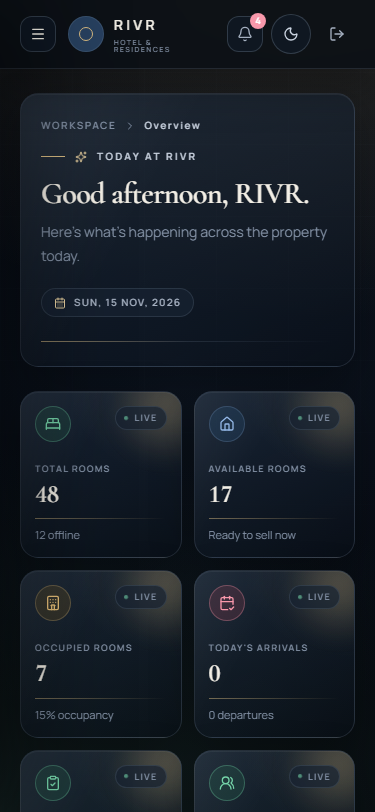 RIVR
HOTEL &
RESIDENCES
4
WORKSPACE > Overview
TODAY AT RIVR
Good afternoon, RIVR.
Here's what's happening across the property
today.
SUN, 15 NOV, 2026
LIVE
TOTAL ROOMS
48
12 offline
LIVE
AVAILABLE ROOMS
17
Ready to sell now
LIVE
OCCUPIED ROOMS
7
15% occupancy
LIVE
TODAY'S ARRIVALS
0
0 departures
LIVE
LIVE